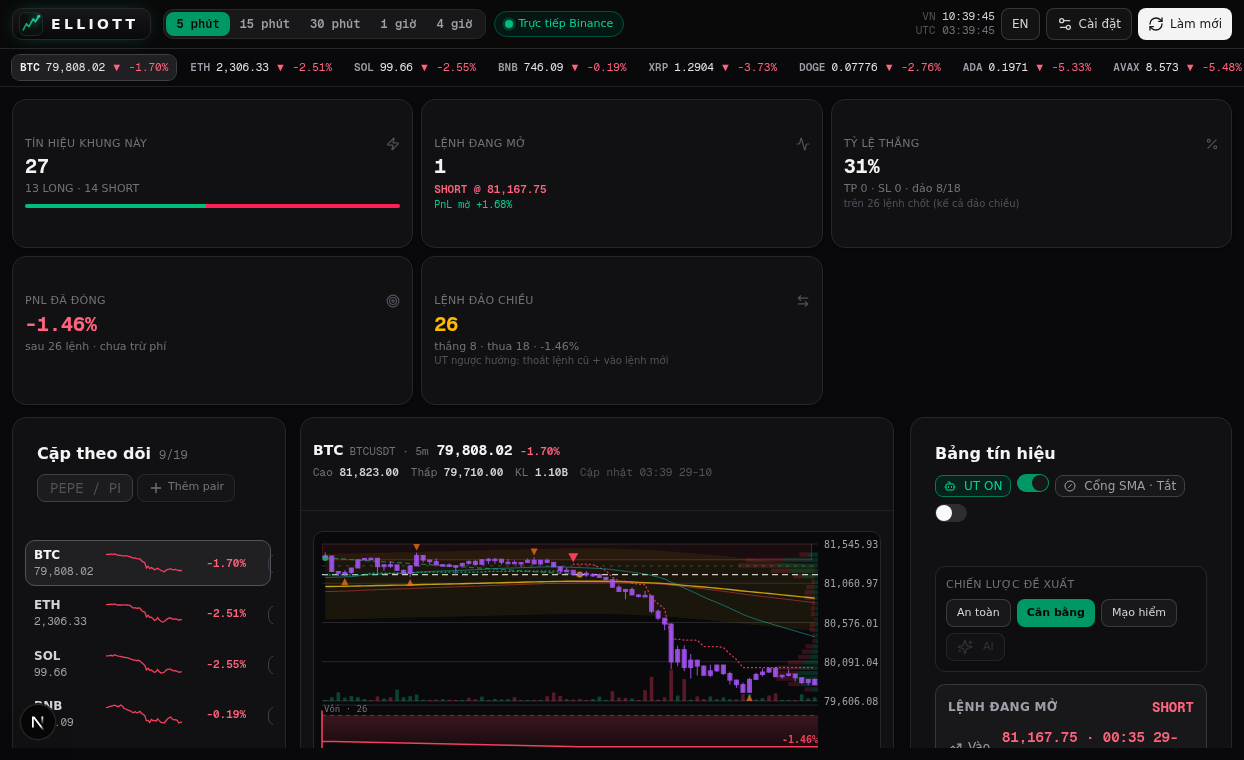 ELLIOTT
5 phút 15 phút 30 phút 1 giờ 4 giờ
Trực tiếp Binance
VN 10:39:45
UTC 03:39:45
EN
Cài đặt
Làm mới
BTC 79,808.02 ▼ -1.70% ETH 2,306.33 ▼ -2.51% SOL 99.66 ▼ -2.55% BNB 746.09 ▼ -0.19% XRP 1.2904 ▼ -3.73% DOGE 0.07776 ▼ -2.76% ADA 0.1971 ▼ -5.33% AVAX 8.573 ▼ -5.48%
TÍN HIỆU KHUNG NÀY
27
13 LONG · 14 SHORT
LỆNH ĐANG MỞ
1
SHORT @ 81,167.75
PnL mở +1.68%
TỶ LỆ THẮNG
31%
TP 0 · SL 0 · đảo 8/18
trên 26 lệnh chốt (kể cả đảo chiều)
PNL ĐÃ ĐÓNG
-1.46%
sau 26 lệnh · chưa trừ phí
LỆNH ĐẢO CHIỀU
26
thắng 8 · thua 18 · -1.46%
UT ngược hướng: thoát lệnh cũ + vào lệnh mới
Cặp theo dõi 9/19
PEPE / PI
Thêm pair
BTC
79,808.02
-1.70%
ETH
2,306.33
-2.51%
SOL
99.66
-2.55%
BNB
.09
-0.19%
N
BTC BTCUSDT · 5m 79,808.02 -1.70%
Cao 81,823.00 Thấp 79,710.00 KL 1.10B Cập nhật 03:39 29-10
81,545.93
81,060.97
80,576.01
80,091.04
79,606.08
Vốn · 26
-1.46%
Bảng tín hiệu
UT ON
Cổng SMA · Tắt
CHIẾN LƯỢC ĐỀ XUẤT
An toàn
Cân bằng
Mạo hiểm
AI
LỆNH ĐANG MỞ SHORT
Vào 81,167.75 · 00:35 29-